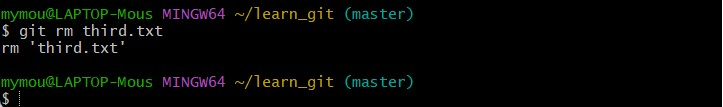 mymou@LAPTOP-Mous MINGW64 ~/learn_git (master)
$ git rm third.txt
rm 'third.txt'
mymou@LAPTOP-Mous MINGW64 ~/learn_git (master)
$